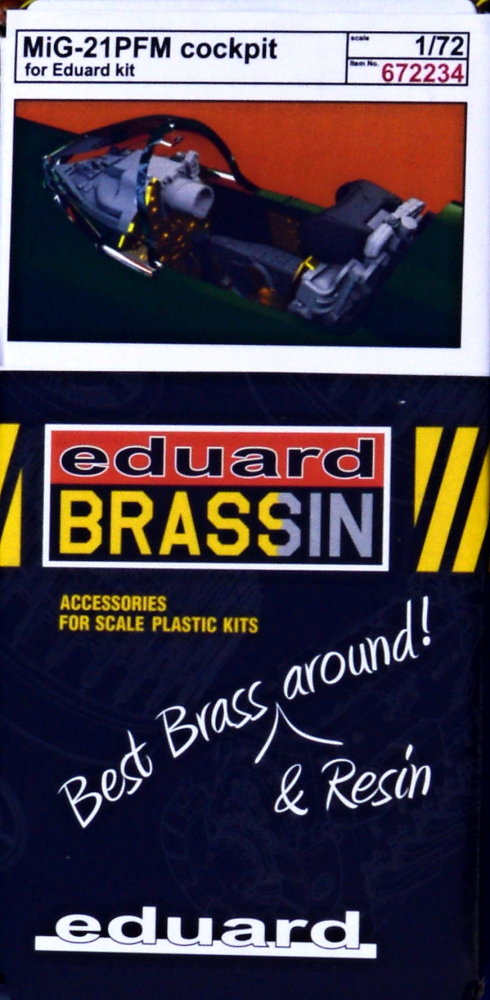 MiG-21PFM cockpit
for Eduard kit
scale
1/72
Item No.
672234
eduard
BRASSIN
ACCESSORIES
FOR SCALE PLASTIC KITS
Best Brass around!
& Resin
eduard